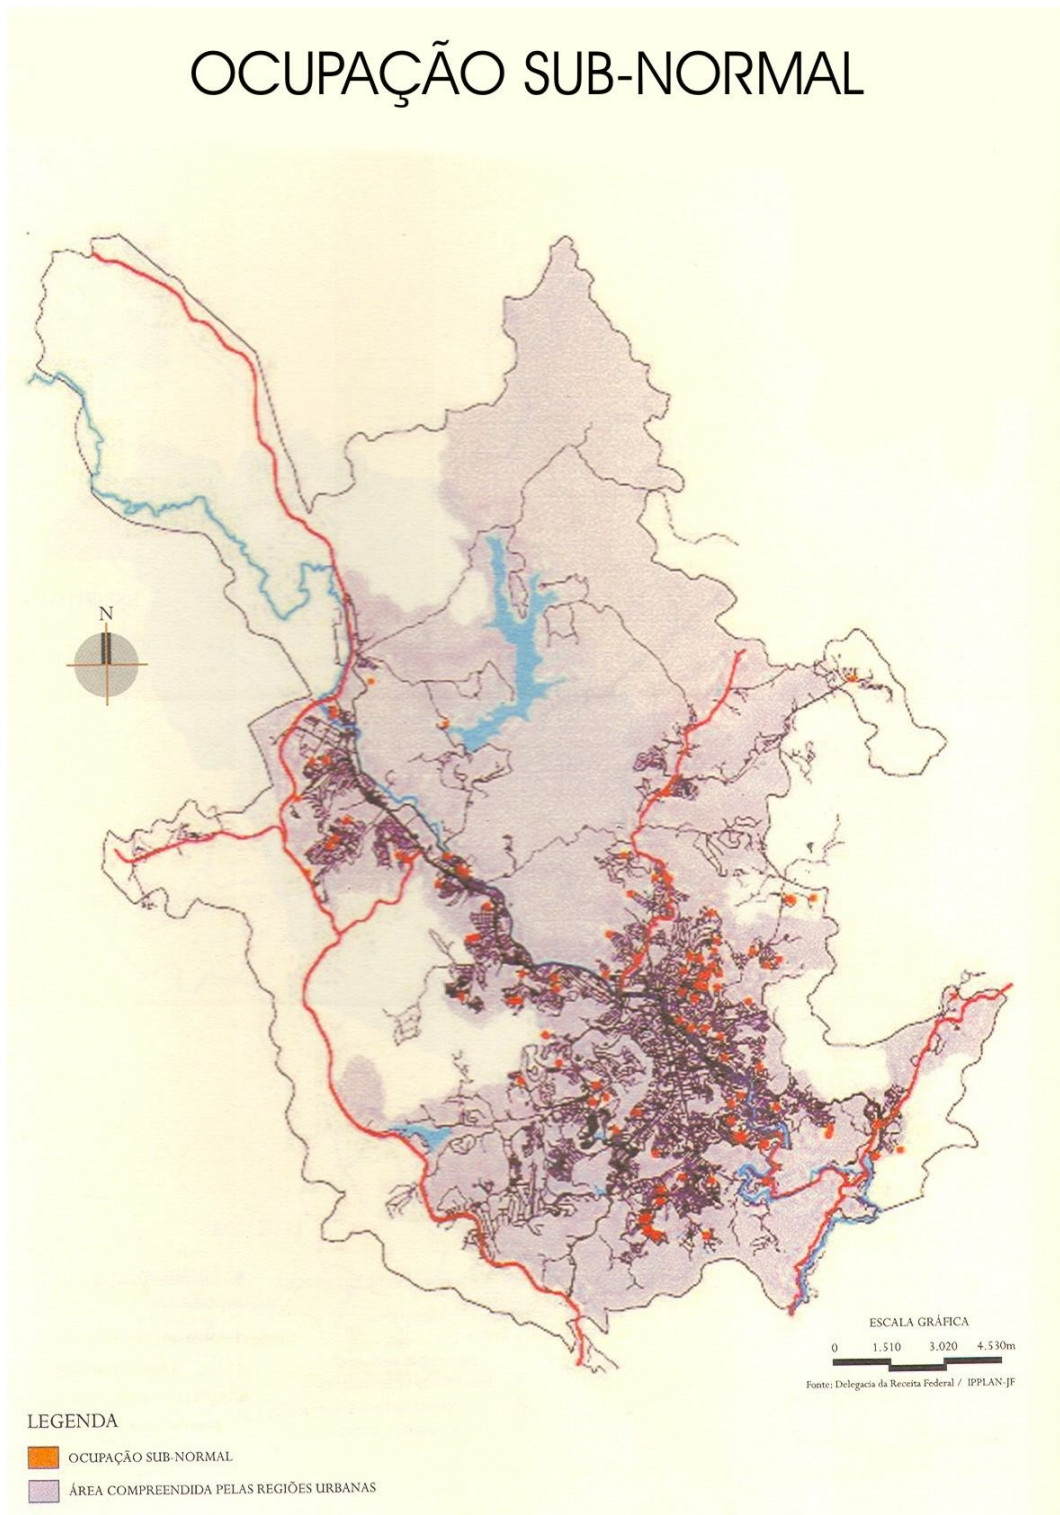 OCUPAÇÃO SUB-NORMAL
N
ESCALA GRÁFICA
0 1.510 3.020 4.530m
Fonte: Delegacia da Receita Federal / IPPLAN-JF
LEGENDA
OCUPAÇÃO SUB-NORMAL
ÁREA COMPREENDIDA PELAS REGIÕES URBANAS